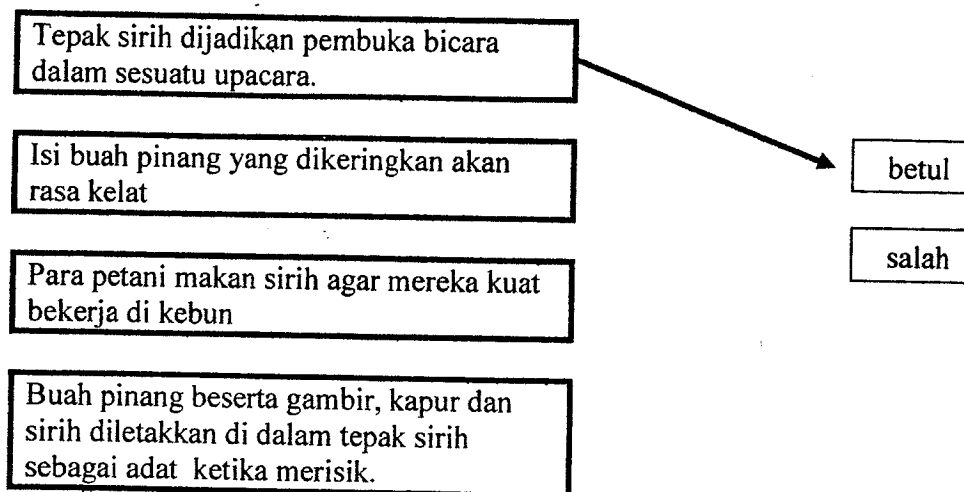 Tepak sirih dijadikan pembuka bicara
dalam sesuatu upacara.
Isi buah pinang yang dikeringkan akan
rasa kelat
betul
Para petani makan sirih agar mereka kuat
bekerja di kebun
salah
Buah pinang beserta gambir, kapur dan
sirih diletakkan di dalam tepak sirih
sebagai adat ketika merisik.